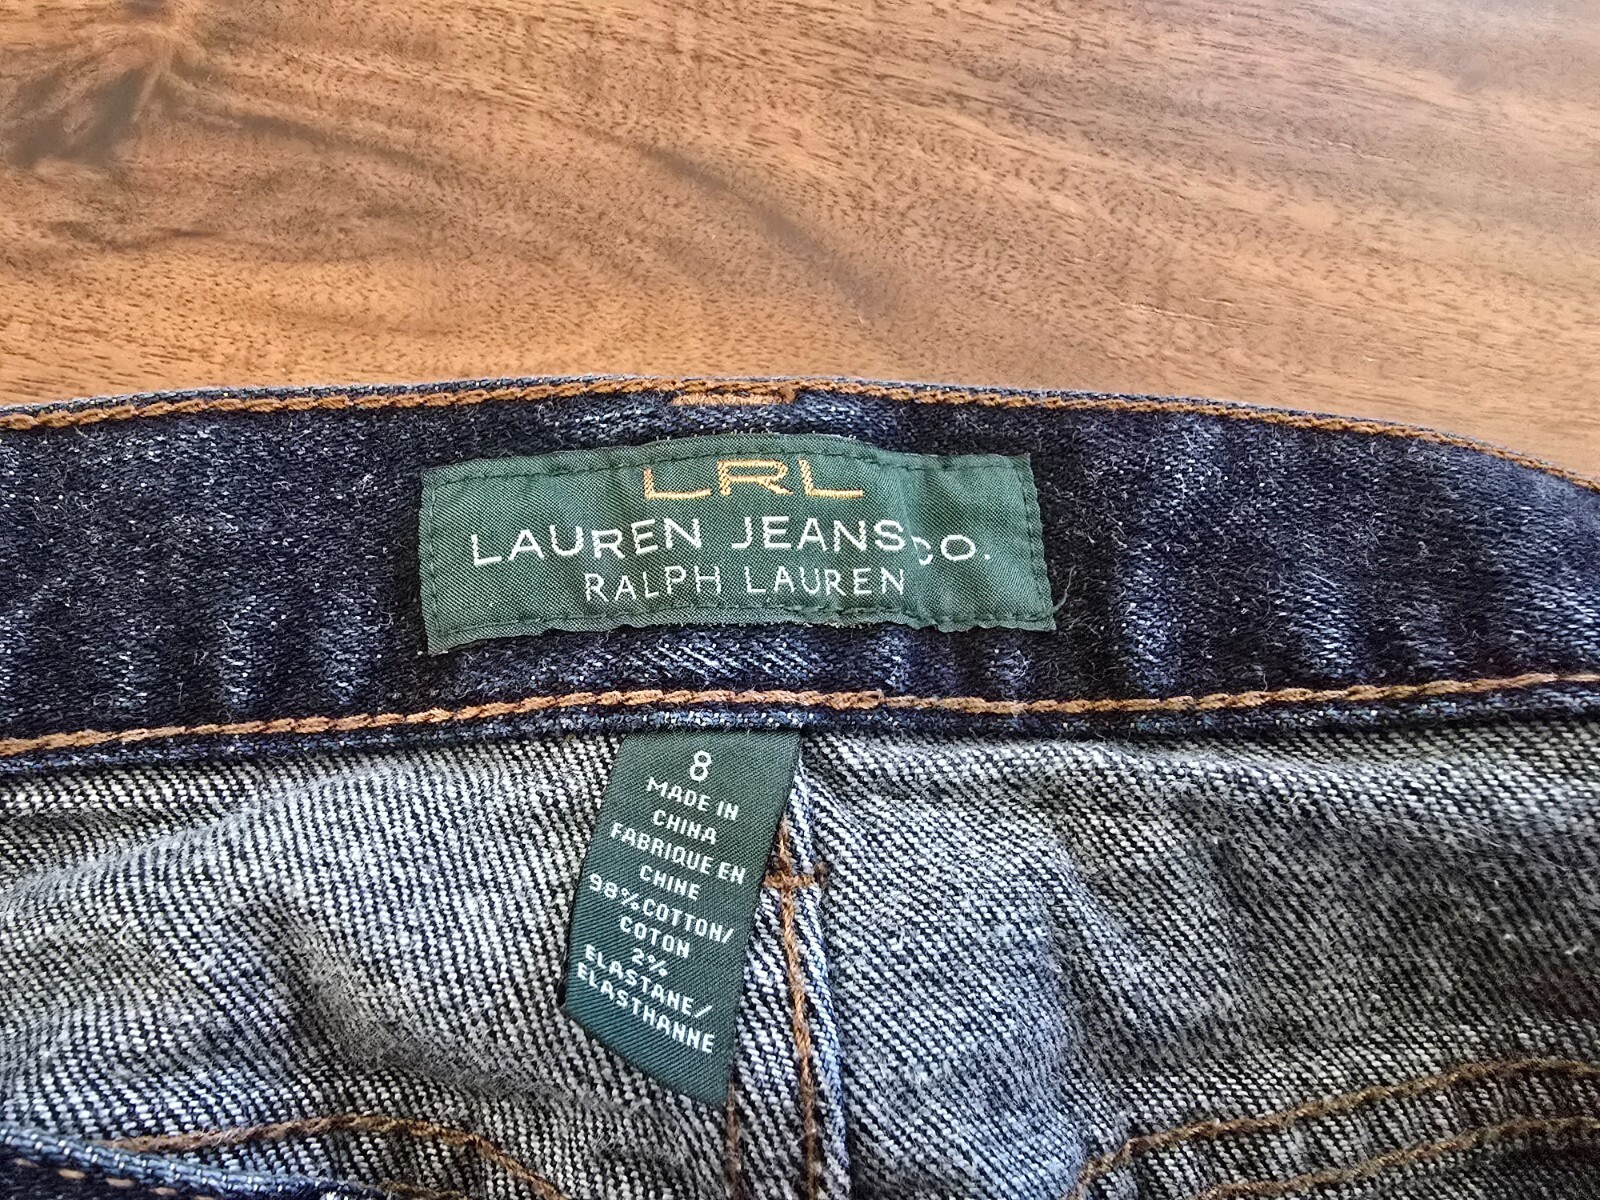 LRL
LAUREN JEANS CO.
RALPH LAUREN
8
MADE IN
CHINA
FABRIQUE EN
CHINE
98% COTTON/
COTON
2%
ELASTANE/
ELASTHANNE